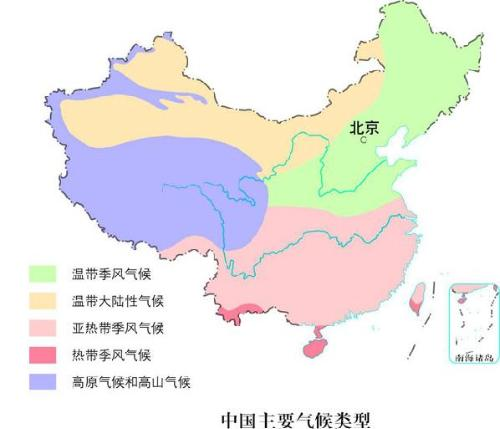 北京
温带季风气候
温带大陆性气候
亚热带季风气候
热带季风气候
高原气候和高山气候
南海诸岛
中国主要气候类型